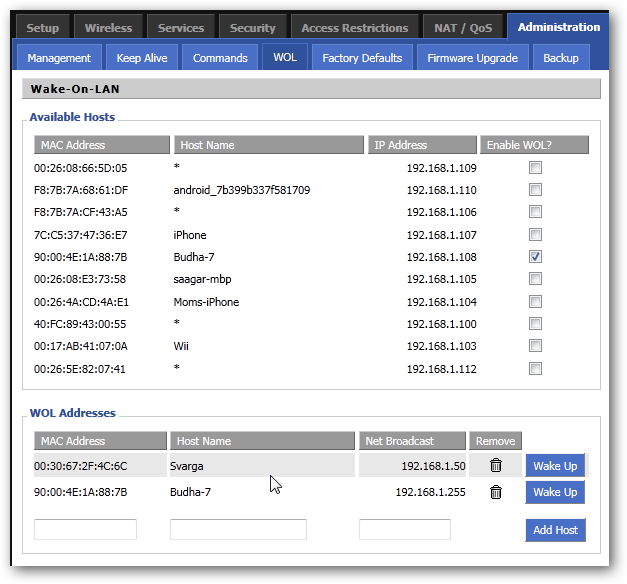 Setup Wireless Services Security Access Restrictions NAT / QoS Administration
Management Keep Alive Commands WOL Factory Defaults Firmware Upgrade Backup
Wake-On-LAN
Available Hosts
MAC Address Host Name IP Address Enable WOL?
00:26:08:66:5D:05 * 192.168.1.109
F8:7B:7A:68:61:DF android_7b399b337f581709 192.168.1.110
F8:7B:7A:CF:43:A5 * 192.168.1.106
7C:C5:37:47:36:E7 iPhone 192.168.1.107
90:00:4E:1A:88:7B Budha-7 192.168.1.108
00:26:08:E3:73:58 saagar-mbp 192.168.1.105
00:26:4A:CD:4A:E1 Moms-iPhone 192.168.1.104
40:FC:89:43:00:55 * 192.168.1.100
00:17:AB:41:07:0A Wii 192.168.1.103
00:26:5E:82:07:41 * 192.168.1.112
WOL Addresses
MAC Address Host Name Net Broadcast Remove
00:30:67:2F:4C:6C Svarga 192.168.1.50 Wake Up
90:00:4E:1A:88:7B Budha-7 192.168.1.255 Wake Up
Add Host